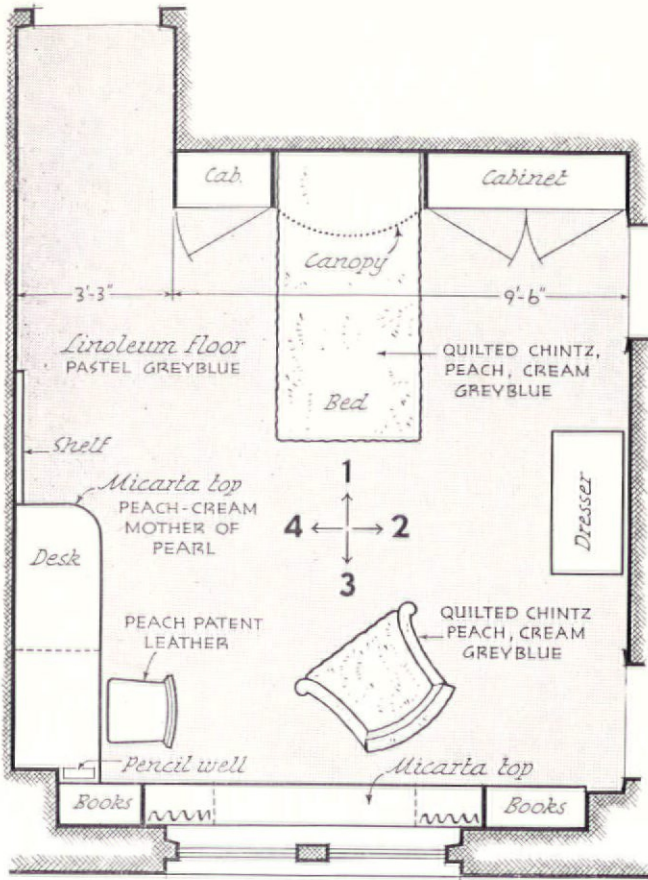 Cab.
Cabinet
Canopy
3'-3"
9'-6"
Linoleum floor
PASTEL GREYBLUE
QUILTED CHINTZ,
PEACH, CREAM
GREYBLUE
Bed
Shelf
Micarta top
PEACH-CREAM
MOTHER OF
PEARL
1
4
2
3
Dresser
Desk
PEACH PATENT
LEATHER
QUILTED CHINTZ
PEACH, CREAM
GREYBLUE
Pencil well
Micarta top
Books
Books